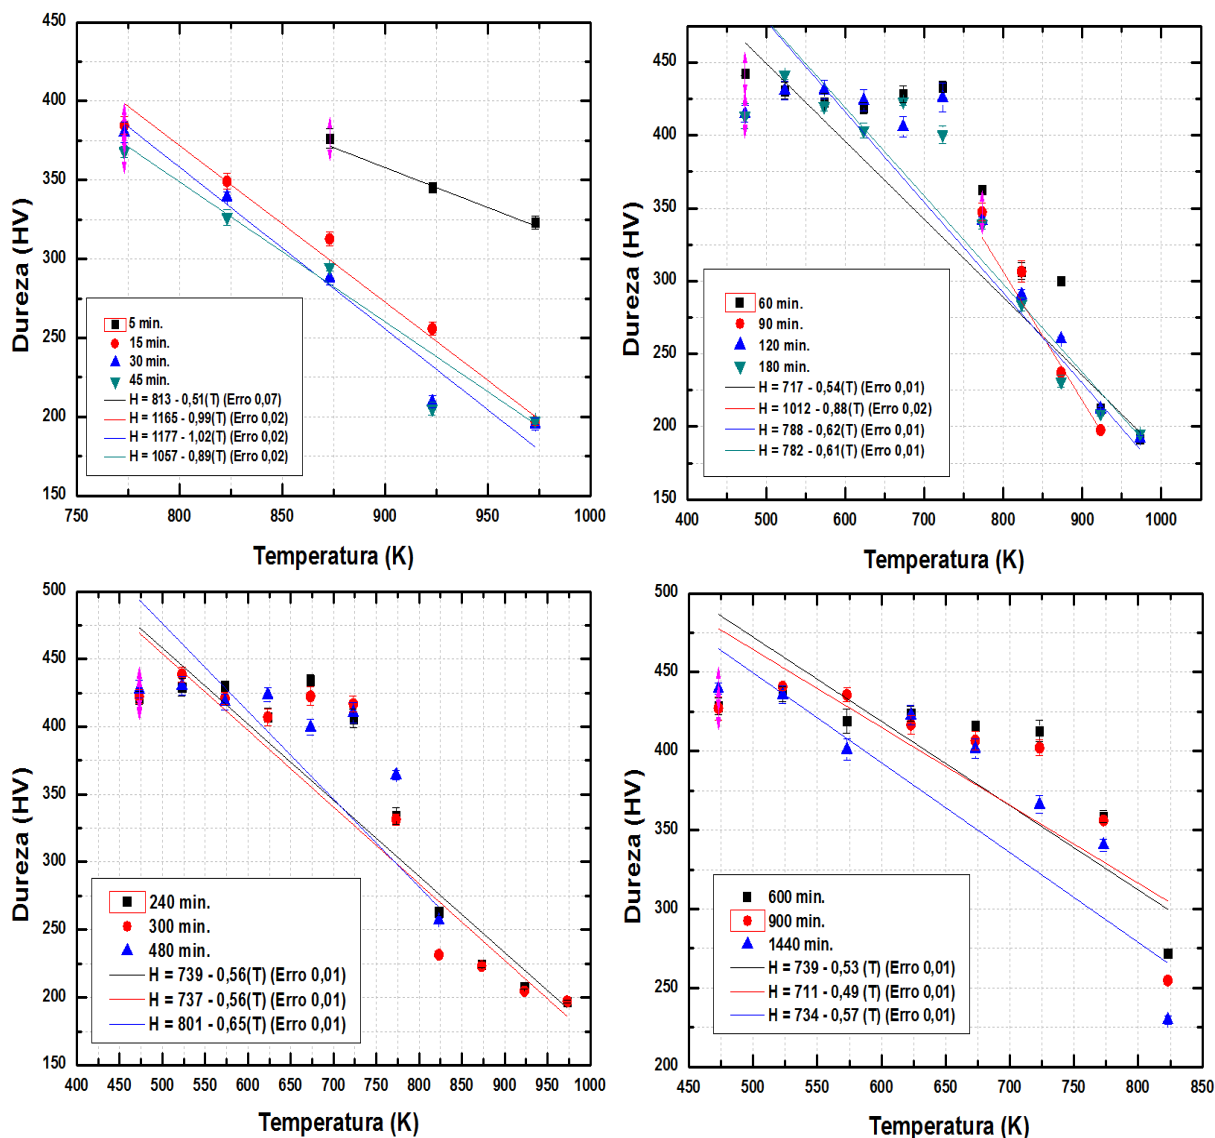 450
400
350
300
250
200
150
Dureza (HV)
5 min.
15 min.
30 min.
45 min.
H = 813 - 0,51(T) (Erro 0,07)
H = 1165 - 0,99(T) (Erro 0,02)
H = 1177 - 1,02(T) (Erro 0,02)
H = 1057 - 0,89(T) (Erro 0,02)
750 800 850 900 950 1000
Temperatura (K)
450
400
350
300
250
200
150
Dureza (HV)
60 min.
90 min.
120 min.
180 min.
H = 717 - 0,54(T) (Erro 0,01)
H = 1012 - 0,88(T) (Erro 0,02)
H = 788 - 0,62(T) (Erro 0,01)
H = 782 - 0,61(T) (Erro 0,01)
400 500 600 700 800 900 1000
Temperatura (K)
500
450
400
350
300
250
200
150
Dureza (HV)
240 min.
300 min.
480 min.
H = 739 - 0,56(T) (Erro 0,01)
H = 737 - 0,56(T) (Erro 0,01)
H = 801 - 0,65(T) (Erro 0,01)
400 450 500 550 600 650 700 750 800 850 900 950 1000
Temperatura (K)
500
450
400
350
300
250
200
Dureza (HV)
600 min.
900 min.
1440 min.
H = 739 - 0,53 (T) (Erro 0,01)
H = 711 - 0,49 (T) (Erro 0,01)
H = 734 - 0,57 (T) (Erro 0,01)
450 500 550 600 650 700 750 800 850
Temperatura (K)